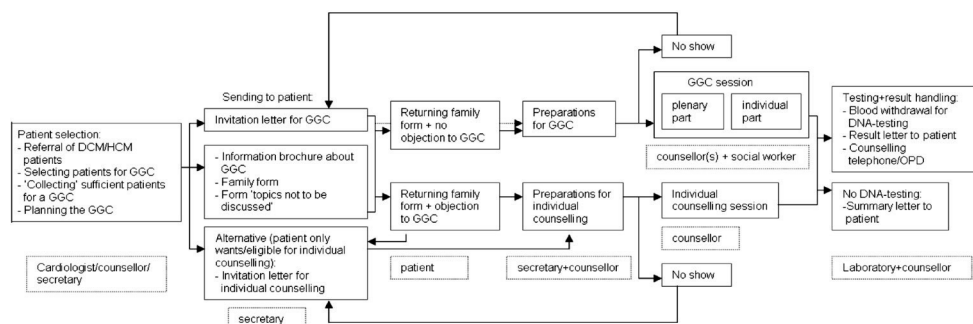 No show
Sending to patient:
Invitation letter for GGC
Patient selection:
- Referral of DCM/HCM
patients
- Selecting patients for GGC
- 'Collecting' sufficient patients
for a GGC
- Planning the GGC
Cardiologist/counsellor/
secretary
- Information brochure about
GGC
- Family form
- Form 'topics not to be
discussed'
Alternative (patient only
wants/eligible for individual
counselling):
- Invitation letter for
individual counselling
secretary
Returning family
form + no
objection to GGC
Returning family
form + objection
to GGC
patient
Preparations
for GGC
Preparations for
individual
counselling
secretary+counsellor
GGC session
plenary
part
individual
part
counsellor(s) + social worker
Individual
counselling session
counsellor
No show
Testing+result handling:
- Blood withdrawal for
DNA-testing
- Result letter to patient
- Counselling
telephone/OPD
No DNA-testing:
-Summary letter to
patient
Laboratory+counsellor